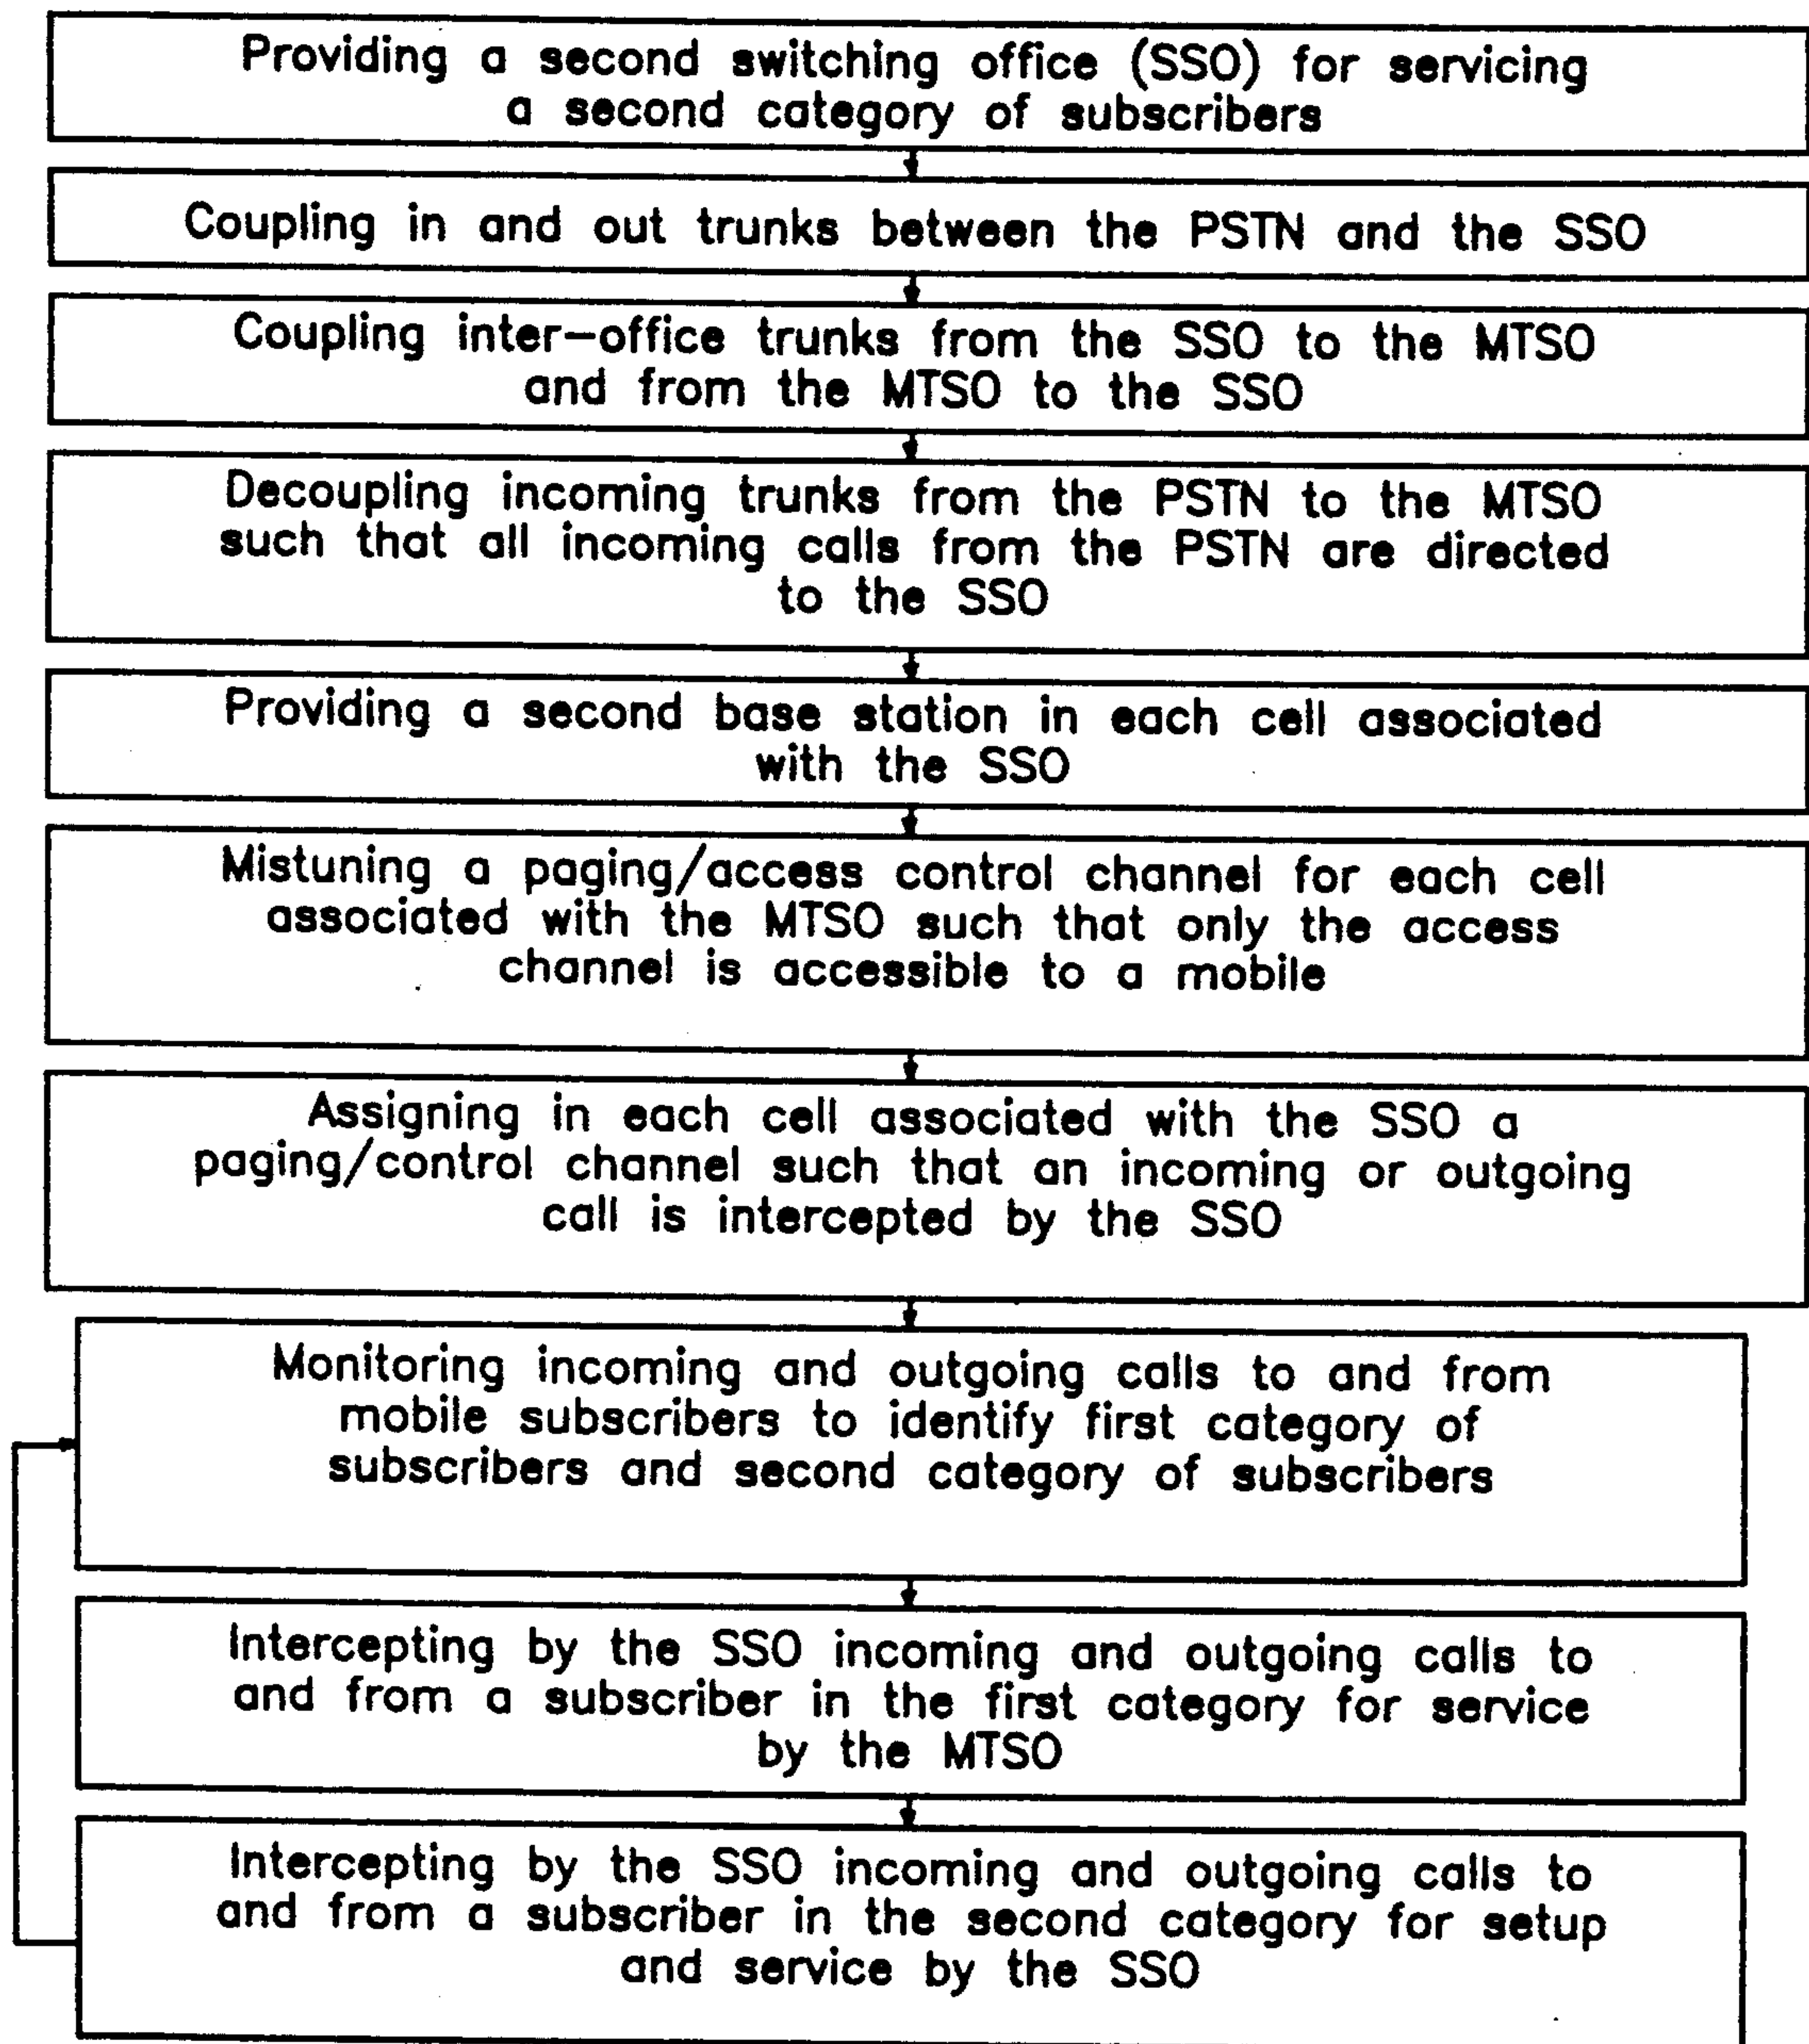 Providing a second switching office (SSO) for servicing
a second category of subscribers
Coupling in and out trunks between the PSTN and the SSO
Coupling inter-office trunks from the SSO to the MTSO
and from the MTSO to the SSO
Decoupling incoming trunks from the PSTN to the MTSO
such that all incoming calls from the PSTN are directed
to the SSO
Providing a second base station in each cell associated
with the SSO
Mistuning a paging/access control channel for each cell
associated with the MTSO such that only the access
channel is accessible to a mobile
Assigning in each cell associated with the SSO a
paging/control channel such that an incoming or outgoing
call is intercepted by the SSO
Monitoring incoming and outgoing calls to and from
mobile subscribers to identify first category of
subscribers and second category of subscribers
Intercepting by the SSO incoming and outgoing calls to
and from a subscriber in the first category for service
by the MTSO
Intercepting by the SSO incoming and outgoing calls to
and from a subscriber in the second category for setup
and service by the SSO